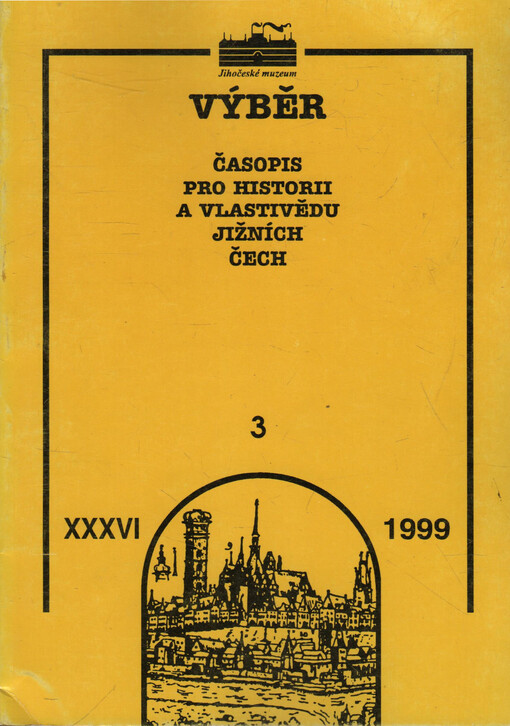 Jihočeské muzeum
VÝBĚR
ČASOPIS
PRO HISTORII
A VLASTIVĚDU
JIŽNÍCH
ČECH
3
XXXVI
1999